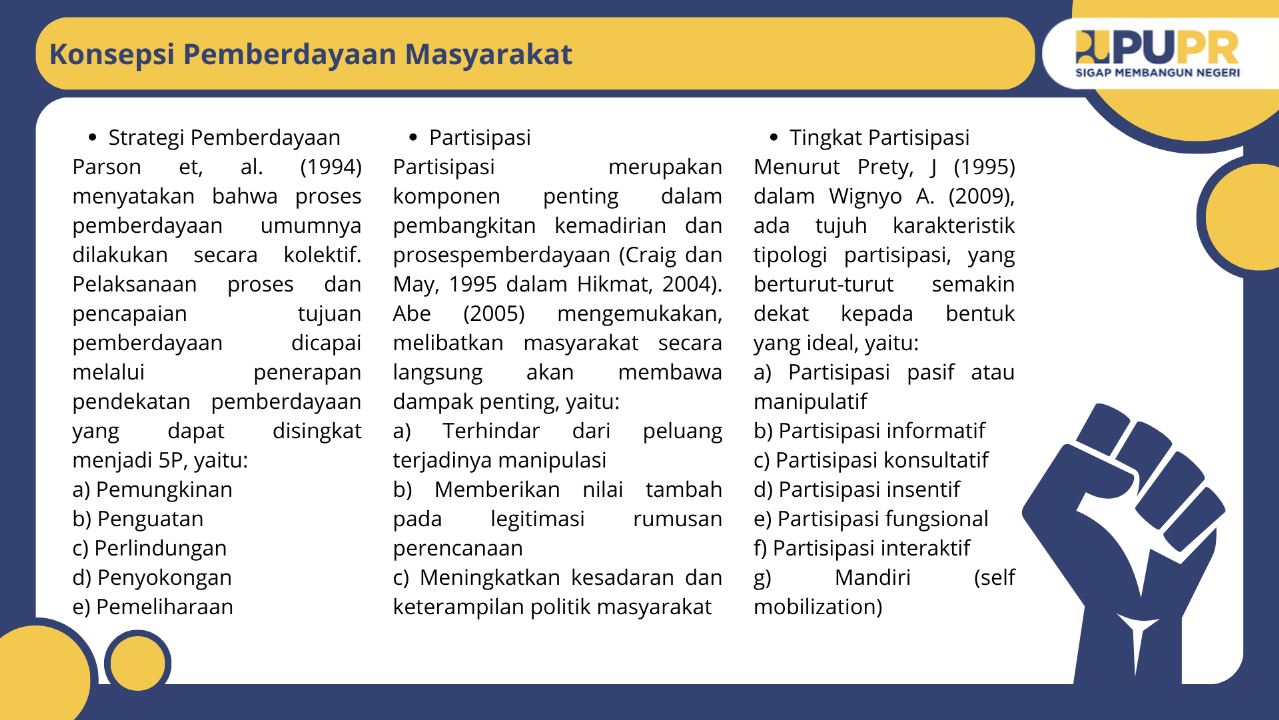 Konsepsi Pemberdayaan Masyarakat
PUPR
SIGAP MEMBANGUN NEGERI
• Strategi Pemberdayaan
Parson et, al. (1994)
menyatakan bahwa proses
pemberdayaan umumnya
dilakukan secara kolektif.
Pelaksanaan proses dan
pencapaian tujuan
pemberdayaan dicapai
melalui penerapan
pendekatan pemberdayaan
yang dapat disingkat
menjadi 5P, yaitu:
a) Pemungkinan
b) Penguatan
c) Perlindungan
d) Penyokongan
e) Pemeliharaan
• Partisipasi
Partisipasi merupakan
komponen penting dalam
pembangkitan kemadirian dan
prosespemberdayaan (Craig dan
May, 1995 dalam Hikmat, 2004).
Abe (2005) mengemukakan,
melibatkan masyarakat secara
langsung akan membawa
dampak penting, yaitu:
a) Terhindar dari peluang
terjadinya manipulasi
b) Memberikan nilai tambah
pada legitimasi rumusan
perencanaan
c) Meningkatkan kesadaran dan
keterampilan politik masyarakat
• Tingkat Partisipasi
Menurut Prety, J (1995)
dalam Wignyo A. (2009),
ada tujuh karakteristik
tipologi partisipasi, yang
berturut-turut semakin
dekat kepada bentuk
yang ideal, yaitu:
a) Partisipasi pasif atau
manipulatif
b) Partisipasi informatif
c) Partisipasi konsultatif
d) Partisipasi insentif
e) Partisipasi fungsional
f) Partisipasi interaktif
g) Mandiri (self
mobilization)